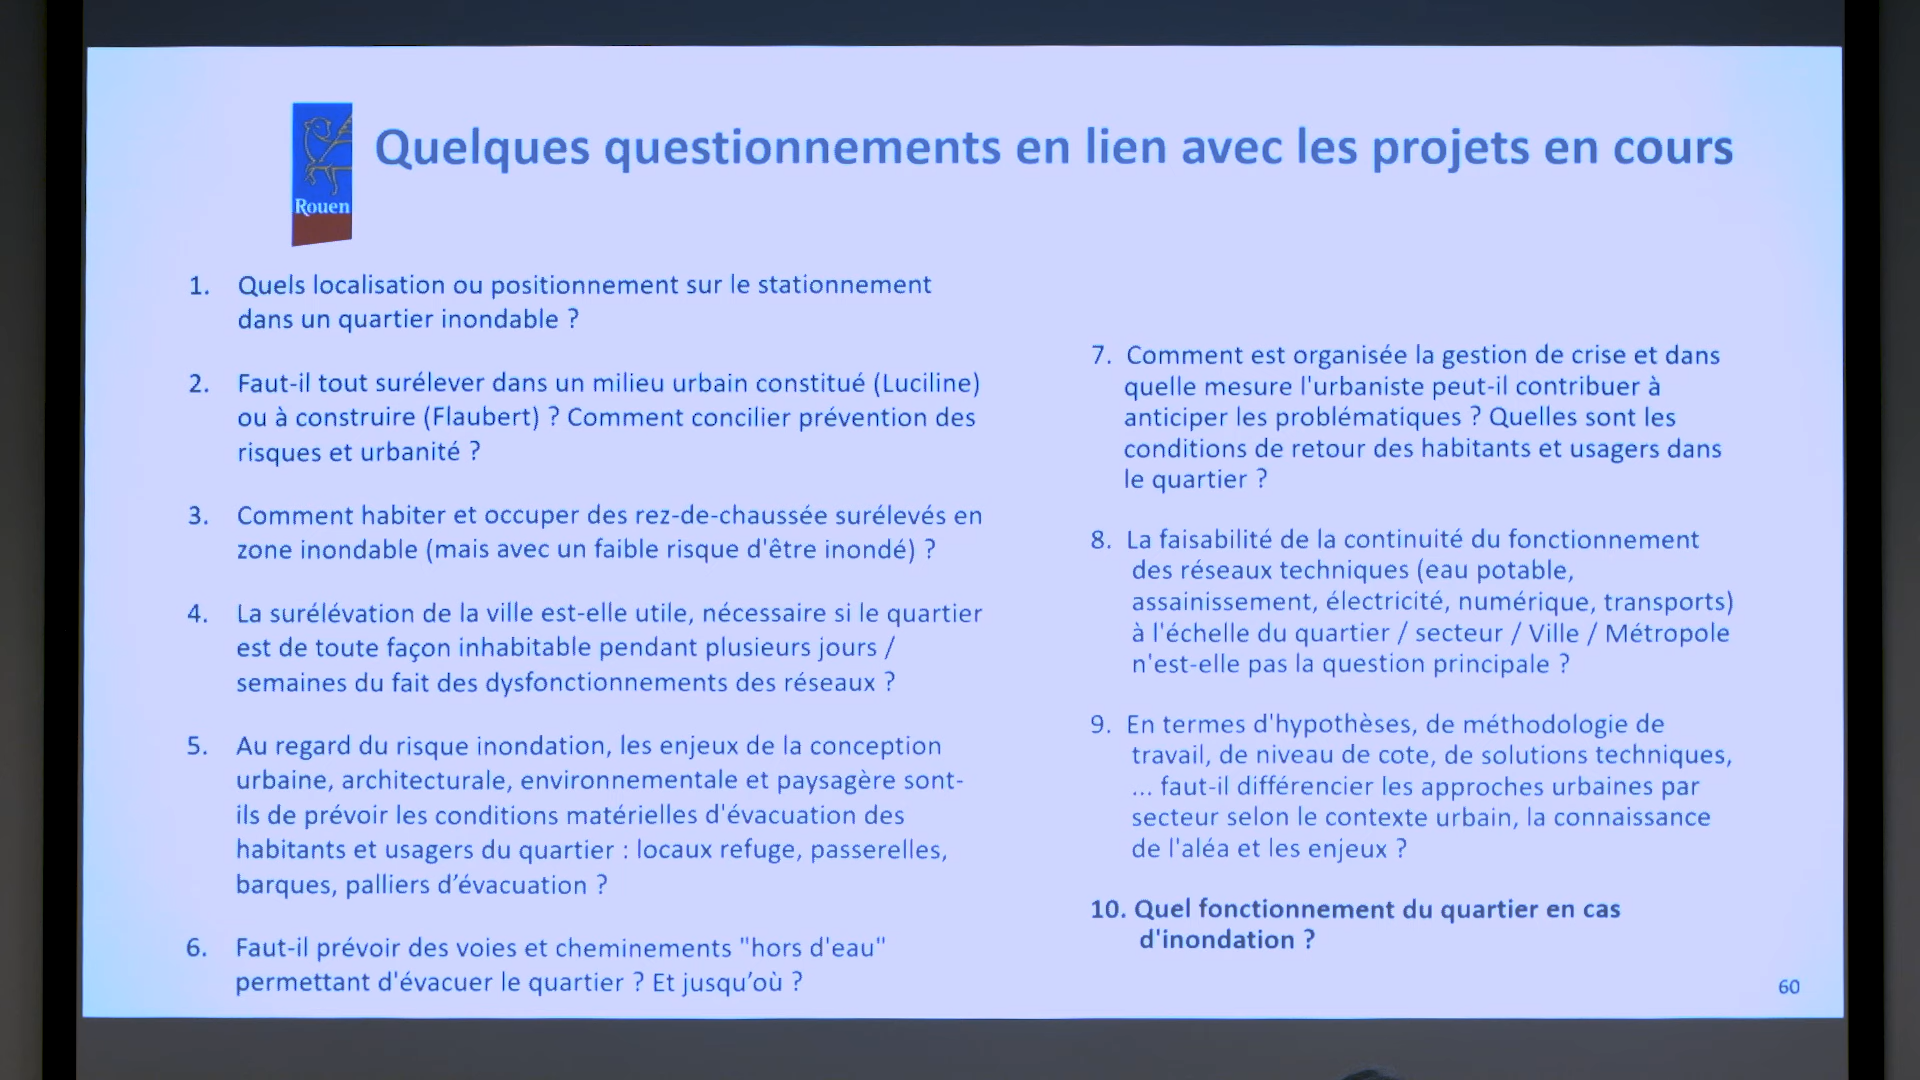 Rouen
Quelques questionnements en lien avec les projets en cours
1. Quels localisation ou positionnement sur le stationnement
dans un quartier inondable ?
2. Faut-il tout surélever dans un milieu urbain constitué (Luciline)
ou à construire (Flaubert) ? Comment concilier prévention des
risques et urbanité ?
3. Comment habiter et occuper des rez-de-chaussée surélevés en
zone inondable (mais avec un faible risque d'être inondé) ?
4. La surélévation de la ville est-elle utile, nécessaire si le quartier
est de toute façon inhabitable pendant plusieurs jours /
semaines du fait des dysfonctionnements des réseaux ?
5. Au regard du risque inondation, les enjeux de la conception
urbaine, architecturale, environnementale et paysagère sont-
ils de prévoir les conditions matérielles d'évacuation des
habitants et usagers du quartier : locaux refuge, passerelles,
barques, palliers d’évacuation ?
6. Faut-il prévoir des voies et cheminements "hors d'eau"
permettant d'évacuer le quartier ? Et jusqu’où ?
7. Comment est organisée la gestion de crise et dans
quelle mesure l'urbaniste peut-il contribuer à
anticiper les problématiques ? Quelles sont les
conditions de retour des habitants et usagers dans
le quartier ?
8. La faisabilité de la continuité du fonctionnement
des réseaux techniques (eau potable,
assainissement, électricité, numérique, transports)
à l'échelle du quartier / secteur / Ville / Métropole
n'est-elle pas la question principale ?
9. En termes d'hypothèses, de méthodologie de
travail, de niveau de cote, de solutions techniques,
... faut-il différencier les approches urbaines par
secteur selon le contexte urbain, la connaissance
de l'aléa et les enjeux ?
10. Quel fonctionnement du quartier en cas
d'inondation ?
60